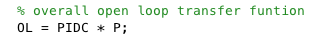 % overall open loop transfer funtion
OL = PIDC * P;